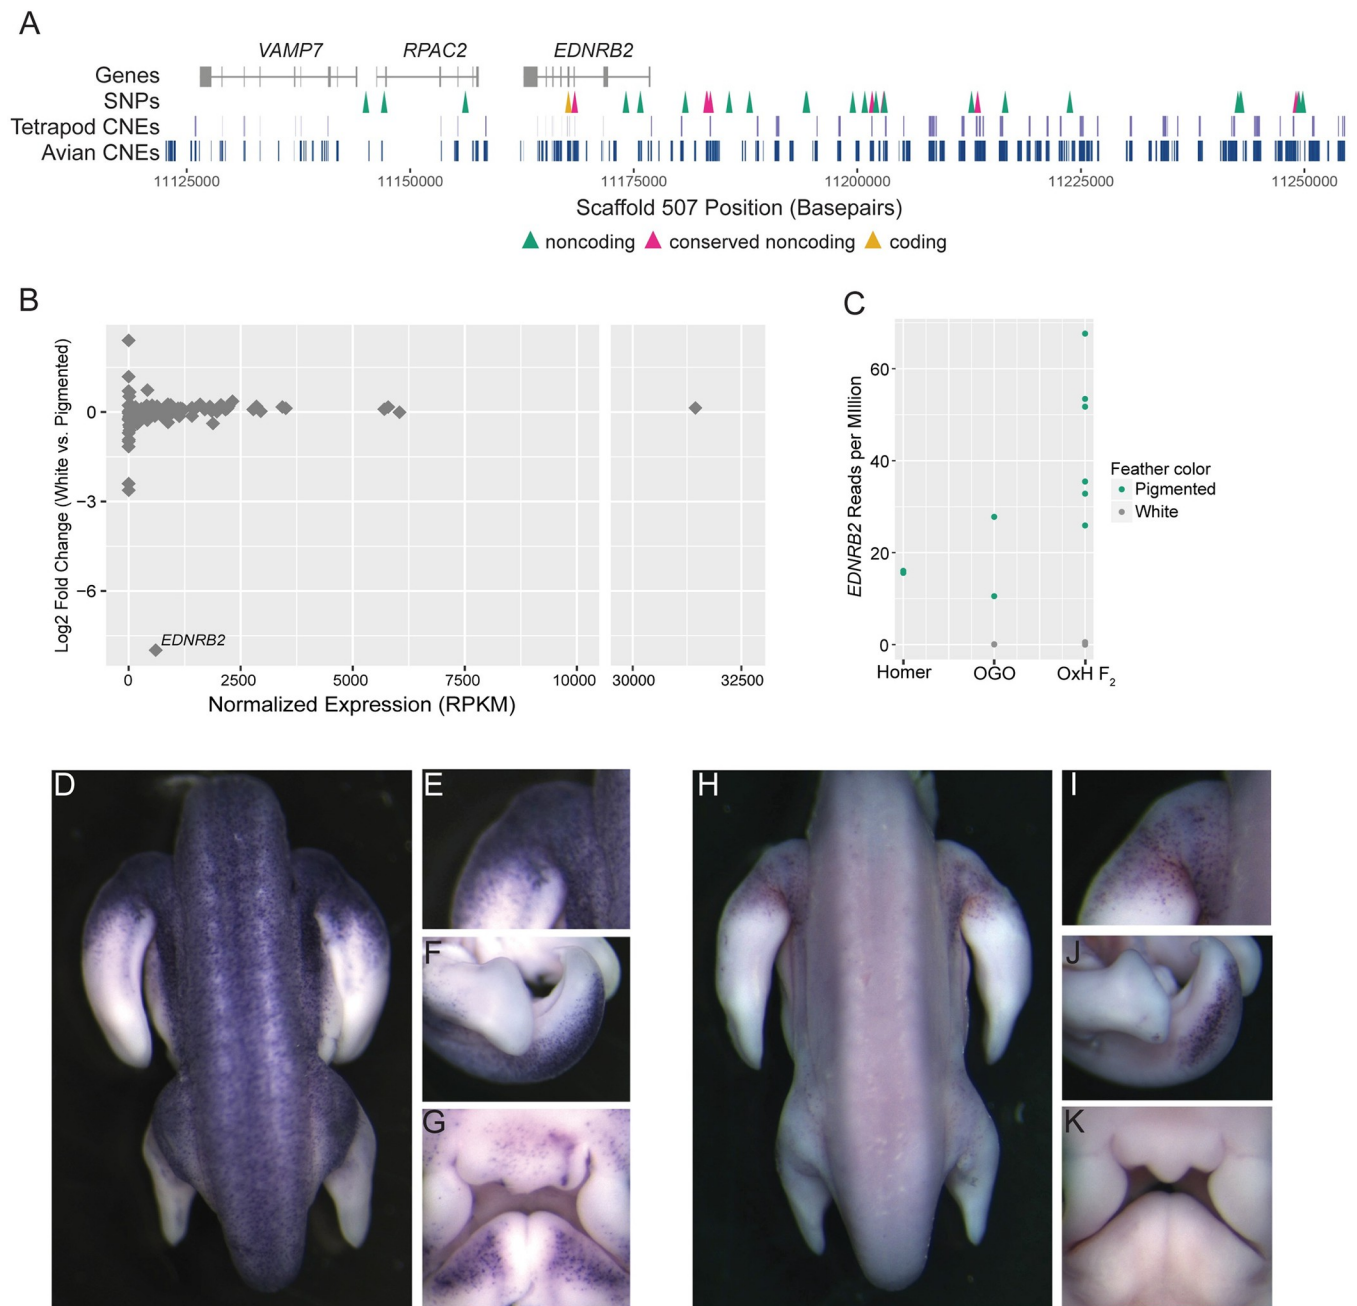 A
VAMP7 RPAC2 EDNRB2
Genes
SNPs
Tetrapod CNEs
Avian CNEs
11125000 11150000 11175000 11200000 11225000 11250000
Scaffold 507 Position (Basepairs)
noncoding conserved noncoding coding
B
Log2 Fold Change (White vs. Pigmented)
0
−3
−6
EDNRB2
0 2500 5000 7500 10000 30000 32500
Normalized Expression (RPKM)
C
EDNRB2 Reads per MIllion
60
40
20
0
Homer OGO OxH F2
Feather color
Pigmented
White
D
E
F
G
H
I
J
K